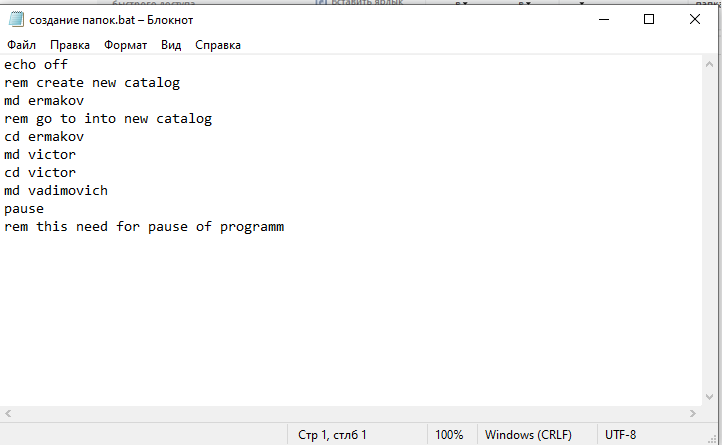 создание папок.bat – Блокнот
Файл Правка Формат Вид Справка
echo off
rem create new catalog
md ermakov
rem go to into new catalog
cd ermakov
md victor
cd victor
md vadimovich
pause
rem this need for pause of programm
Стр 1, стлб 1 100% Windows (CRLF) UTF-8